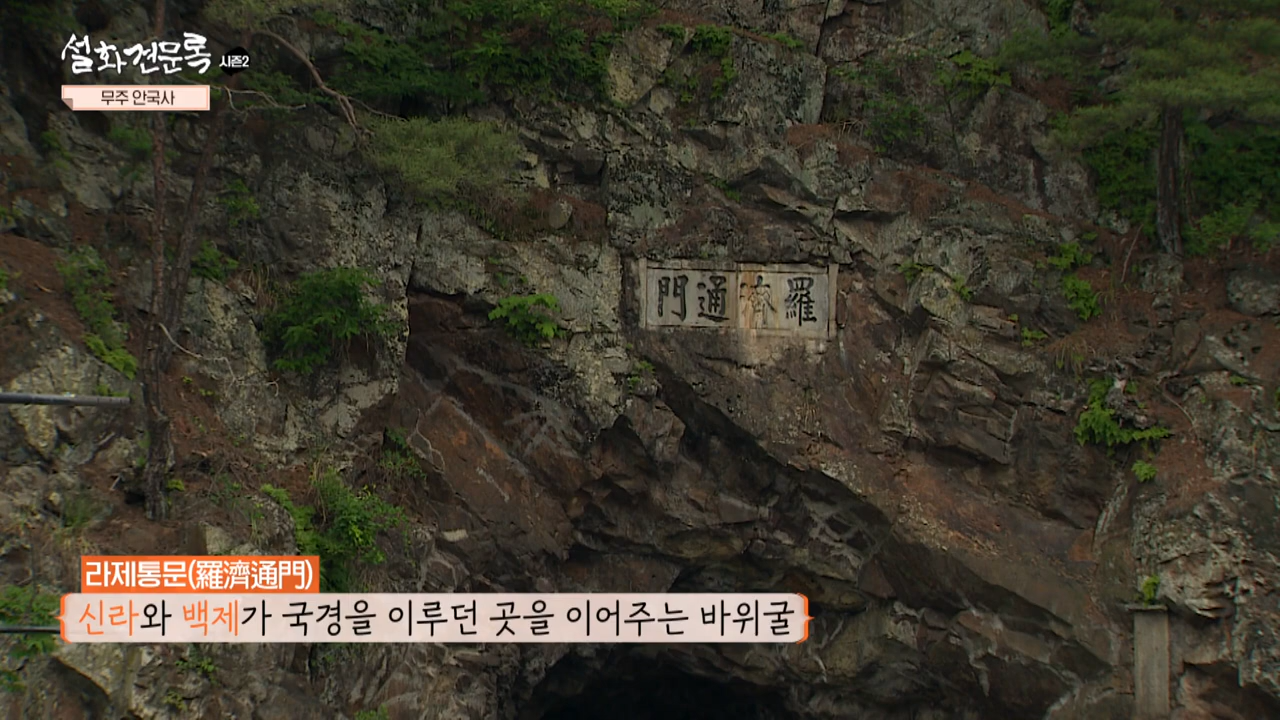 설화견문록 시즌2
무주 안국사
門通濟羅
라제통문(羅濟通門)
신라와 백제가 국경을 이루던 곳을 이어주는 바위굴